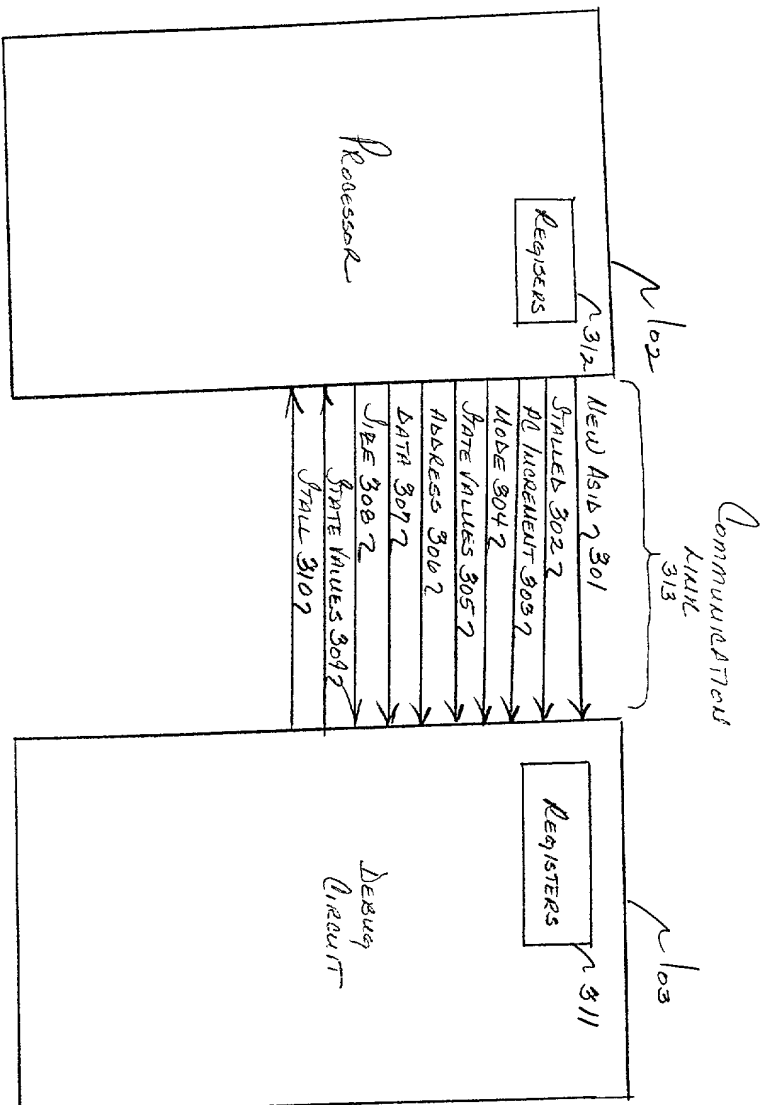 COMMUNICATION
LINK
313
102
103
REGISERS
312
PROCESSOR
NEW ASID 301
STALLED 302
PC INCREMENT 303
MODE 304
STATE VALUES 305
ADDRESS 306
DATA 307
SIZE 308
STATE VALUES 309
STALL 310
REGISTERS
311
DEBUG
CIRCUIT